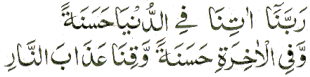 رَبَّنَاۤ اٰتِنَا فِي الدُّنْيَا حَسَنَةً
وَّفِي الْاٰخِرَةِ حَسَنَةً وَّقِنَا عَذَابَ النَّارِ